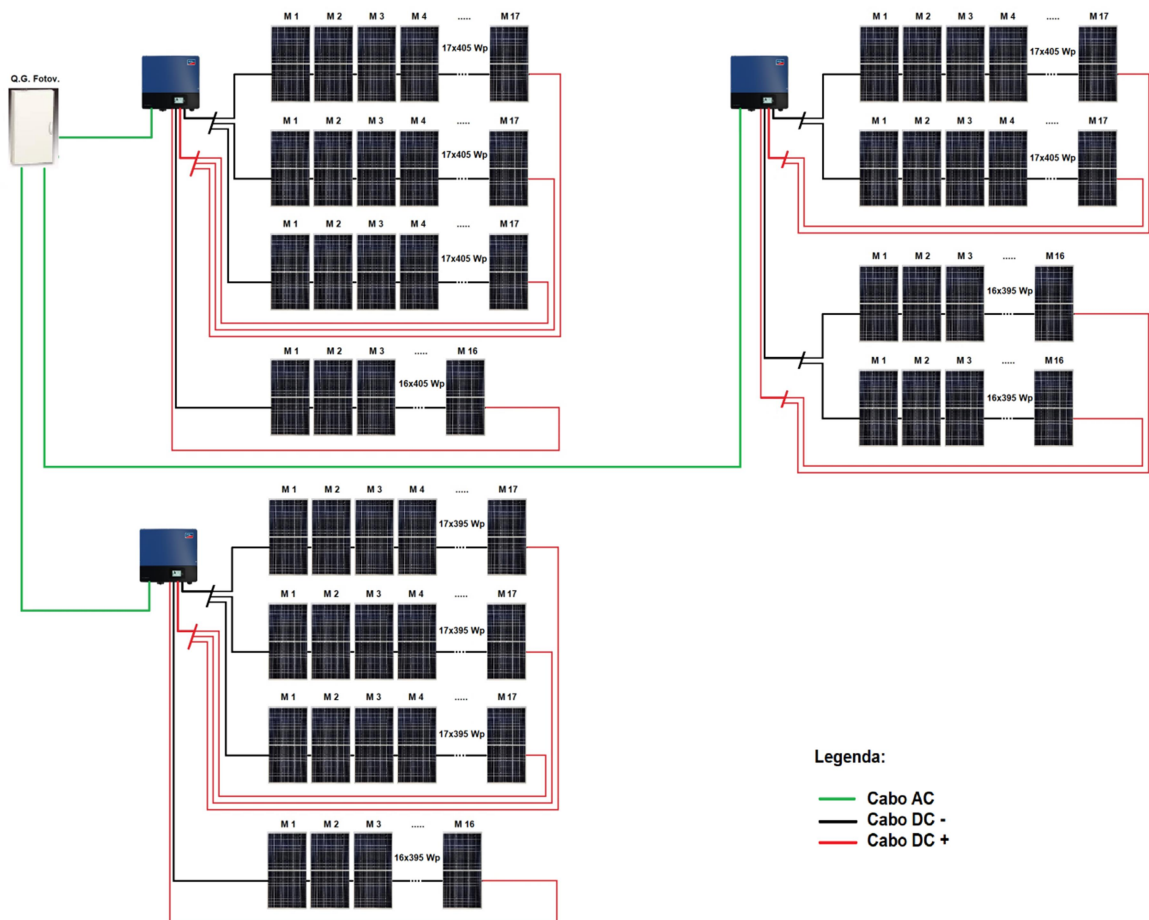 Q.G. Fotov.
M 1 M 2 M 3 M 4 ..... M 17
17x405 Wp
M 1 M 2 M 3 M 4 ..... M 17
17x405 Wp
M 1 M 2 M 3 M 4 ..... M 17
17x405 Wp
M 1 M 2 M 3 ..... M 16
16x405 Wp
M 1 M 2 M 3 M 4 ..... M 17
17x405 Wp
M 1 M 2 M 3 M 4 ..... M 17
17x405 Wp
M 1 M 2 M 3 ..... M 16
16x395 Wp
M 1 M 2 M 3 ..... M 16
16x395 Wp
M 1 M 2 M 3 M 4 ..... M 17
17x395 Wp
M 1 M 2 M 3 M 4 ..... M 17
17x395 Wp
M 1 M 2 M 3 M 4 ..... M 17
17x395 Wp
M 1 M 2 M 3 ..... M 16
16x395 Wp
Legenda:
Cabo AC
Cabo DC -
Cabo DC +